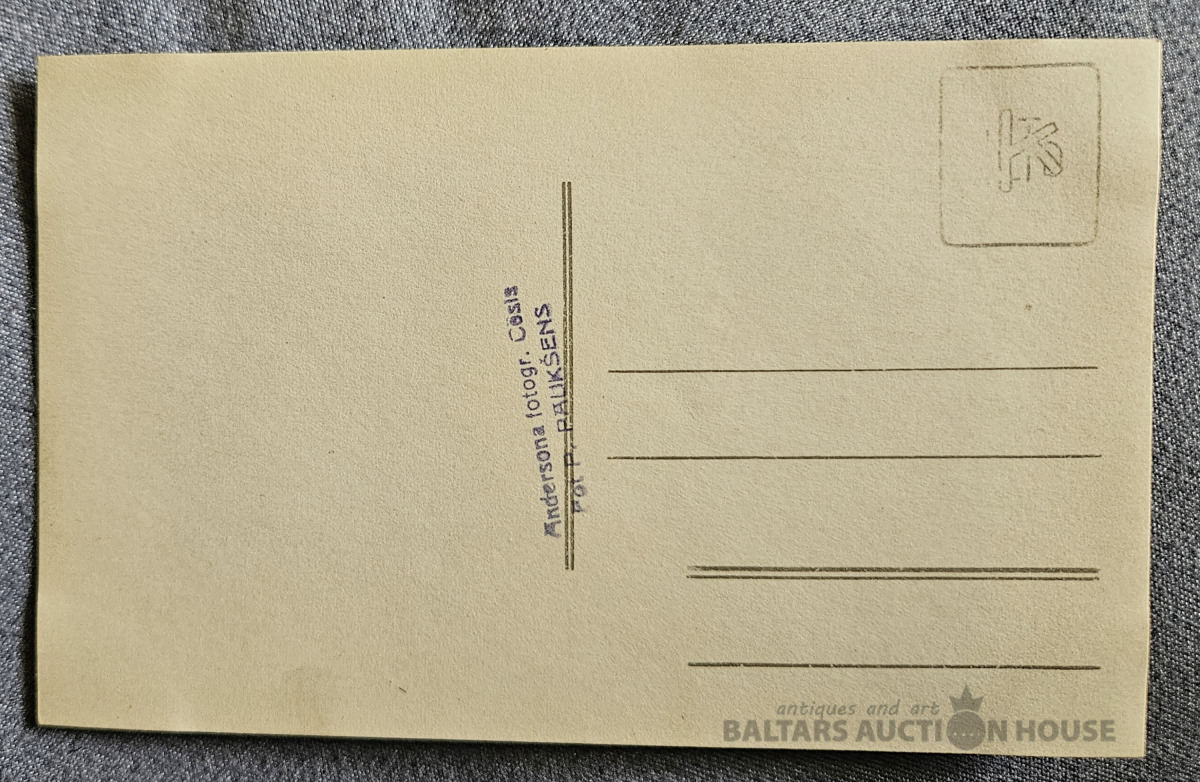 Andersona fotogr. Cēsīs
Fot P. PAUKŠENS
antiques and art
BALTARS AUCTION HOUSE